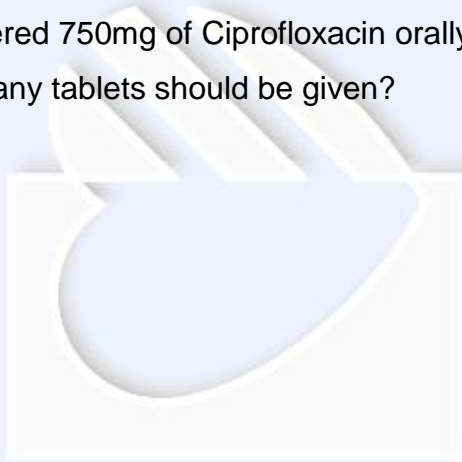 ered 750mg of Ciprofloxacin orally
any tablets should be given?